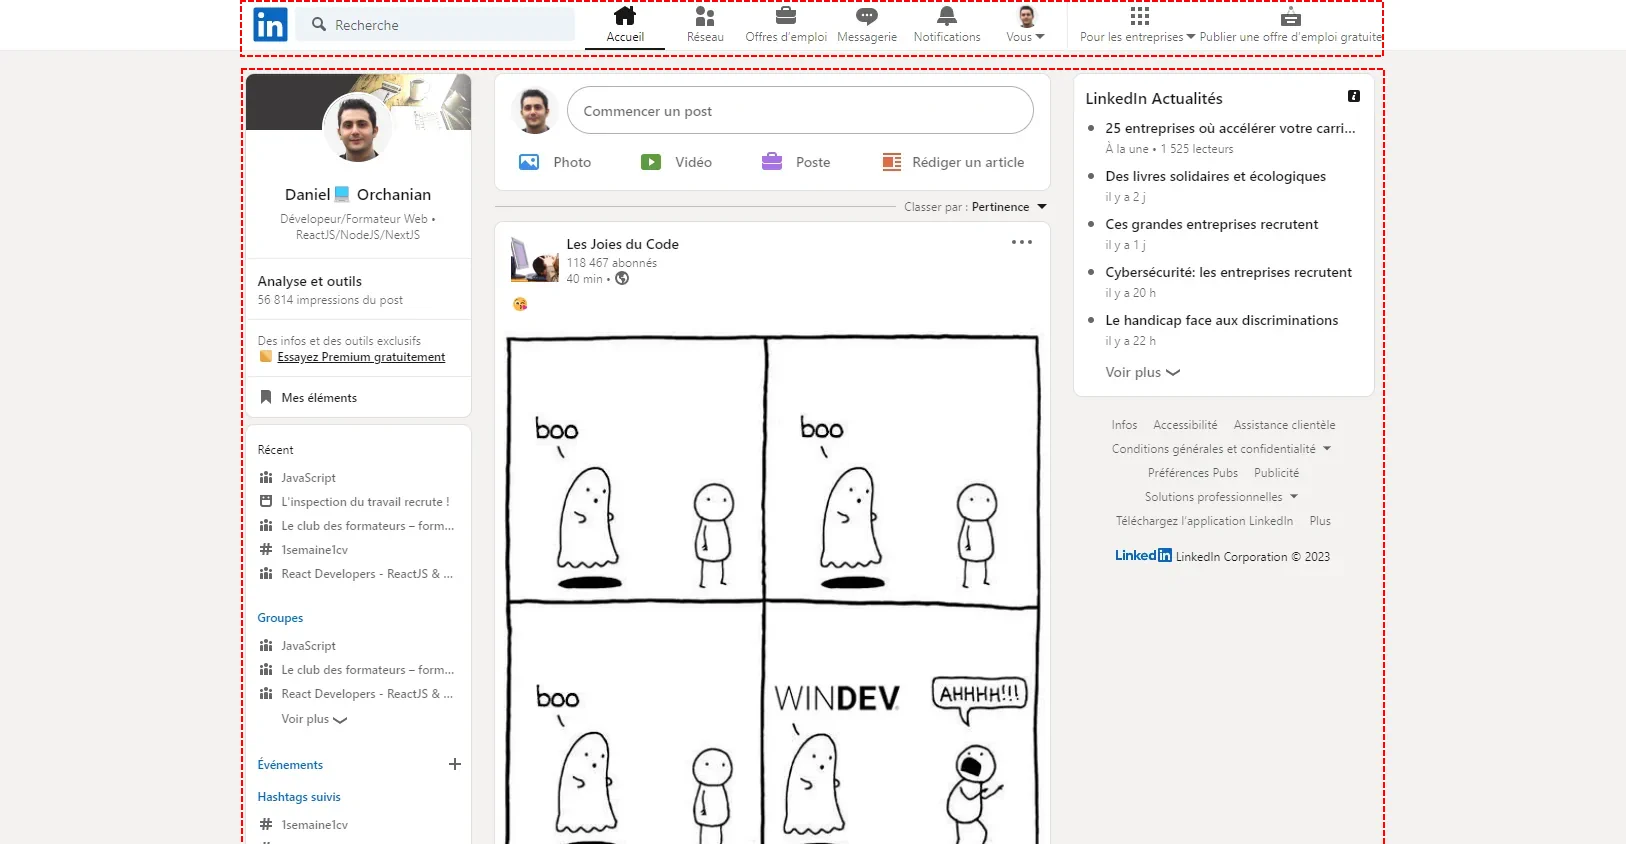 in
Recherche
Accueil
Réseau
Offres d'emploi
Messagerie
Notifications
Vous
Pour les entreprises
Publier une offre d'emploi gratuite
Daniel Orchanian
Dévelopeur/Formateur Web •
ReactJS/NodeJS/NextJS
Analyse et outils
56 814 impressions du post
Des infos et des outils exclusifs
Essayez Premium gratuitement
Mes éléments
Récent
JavaScript
L'inspection du travail recrute !
Le club des formateurs – form...
# 1semaine1cv
React Developers - ReactJS & ...
Groupes
JavaScript
Le club des formateurs – form...
React Developers - ReactJS & ...
Voir plus
Événements +
Hashtags suivis
# 1semaine1cv
Commencer un post
Photo
Vidéo
Poste
Rédiger un article
Classer par : Pertinence
Les Joies du Code
118 467 abonnés
40 min •
boo
boo
boo
WINDEV
AHHHH!!!
LinkedIn Actualités
25 entreprises où accélérer votre carri...
À la une • 1 525 lecteurs
Des livres solidaires et écologiques
il y a 2 j
Ces grandes entreprises recrutent
il y a 1 j
Cybersécurité: les entreprises recrutent
il y a 20 h
Le handicap face aux discriminations
il y a 22 h
Voir plus
Infos Accessibilité Assistance clientèle
Conditions générales et confidentialité
Préférences Pubs Publicité
Solutions professionnelles
Téléchargez l'application LinkedIn Plus
LinkedIn LinkedIn Corporation © 2023